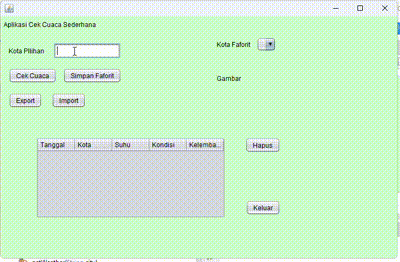 Aplikasi Cek Cuaca Sederhana
Kota Pilihan
Kota Faforit
Cek Cuaca
Simpan Faforit
Gambar
Export
Import
Tanggal
Kota
Suhu
Kondisi
Kelemba...
Hapus
Keluar